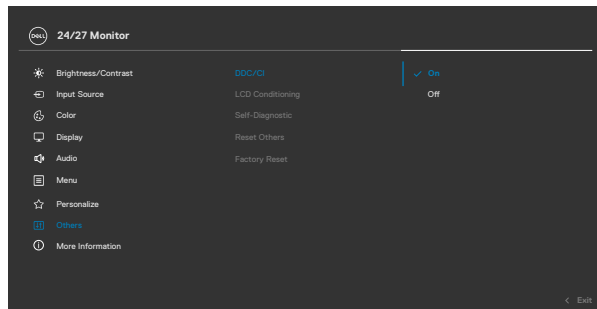 DELL 24/27 Monitor
Brightness/Contrast DDC/CI On
Input Source LCD Conditioning Off
Color Self-Diagnostic
Display Reset Others
Audio Factory Reset
Menu
Personalize
Others
More Information
< Exit